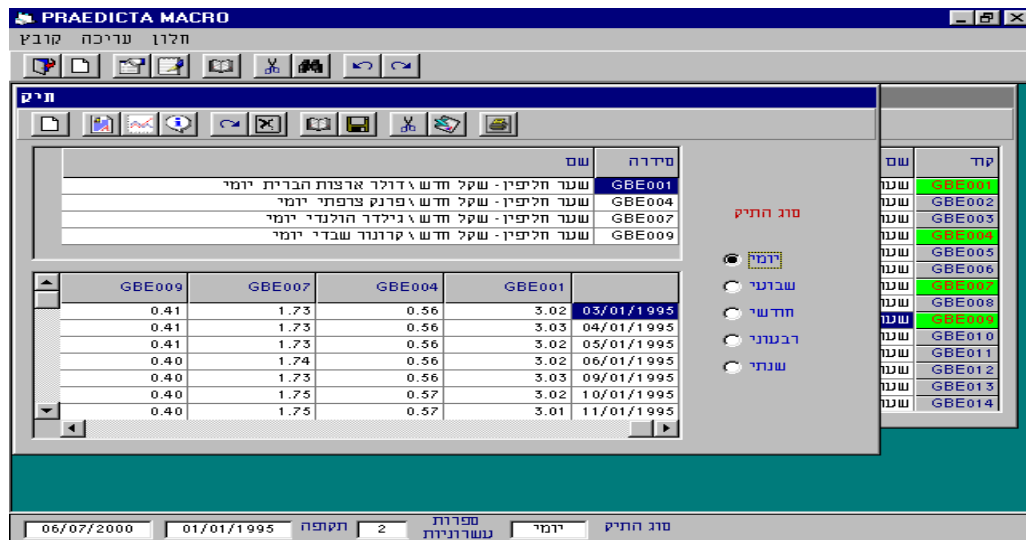 PRAEDICTA MACRO
חלון עריכה קובץ
תיק
סידרה שם
GBE001 שער חליפין - שקל חדש \ דולר ארצות הברית יומי
GBE004 שער חליפין - שקל חדש \ פרנק צרפתי יומי
GBE007 שער חליפין - שקל חדש \ גילדר הולנדי יומי
GBE009 שער חליפין - שקל חדש \ קרונור שבדי יומי
GBE001 GBE004 GBE007 GBE009
03/01/1995 3.02 0.56 1.73 0.41
04/01/1995 3.03 0.56 1.73 0.41
05/01/1995 3.02 0.56 1.73 0.41
06/01/1995 3.02 0.56 1.74 0.40
09/01/1995 3.03 0.56 1.73 0.40
10/01/1995 3.02 0.57 1.75 0.40
11/01/1995 3.01 0.57 1.75 0.40
סוג התיק
יומי
שבועי
חודשי
רבעוני
שנתי
קוד שם
GBE001
GBE002
GBE003
GBE004
GBE005
GBE006
GBE007
GBE008
GBE009
GBE010
GBE011
GBE012
GBE013
GBE014
סוג התיק יומי ספרות עשרוניות 2 תקופה 01/01/1995 06/07/2000